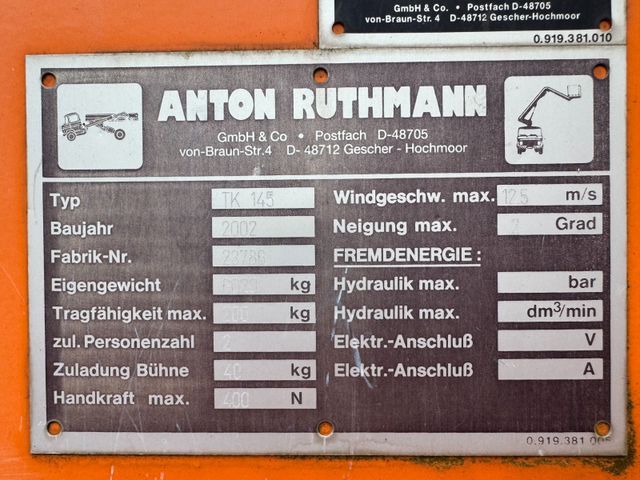 GmbH & Co. • Postfach D-48705
von-Braun-Str. 4 D-48712 Gescher-Hochmoor
0.919.381.010
ANTON RUTHMANN
GmbH & Co • Postfach D-48705
von-Braun-Str.4 D-48712 Gescher - Hochmoor
Typ TK 145
Baujahr 2002
Fabrik-Nr.
Eigengewicht kg
Tragfähigkeit max. kg
zul. Personenzahl 2
Zuladung Bühne 40 kg
Handkraft max. 400 N
Windgeschw. max. 12.5 m/s
Neigung max. Grad
FREMDENERGIE :
Hydraulik max. bar
Hydraulik max. dm³/min
Elektr.-Anschluß V
Elektr.-Anschluß A
0.919.381.005